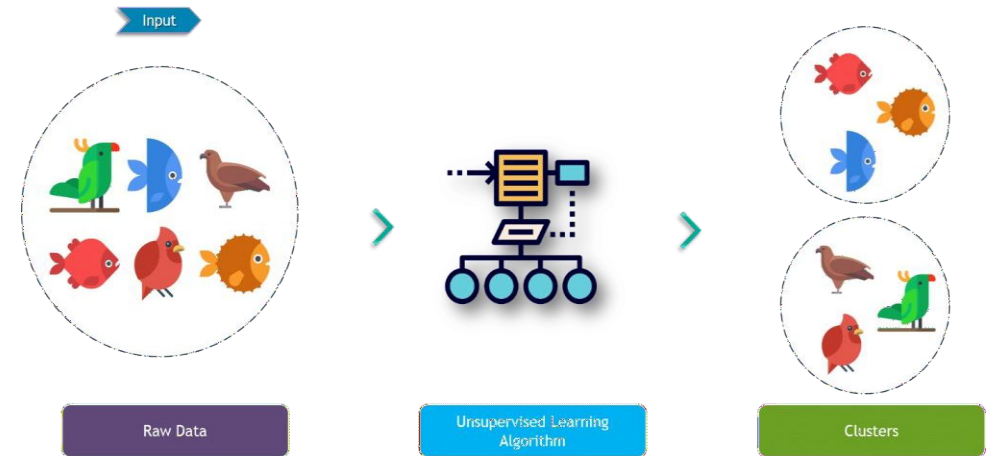 Input
Raw Data
Unsupervised Learning
Algorithm
Clusters